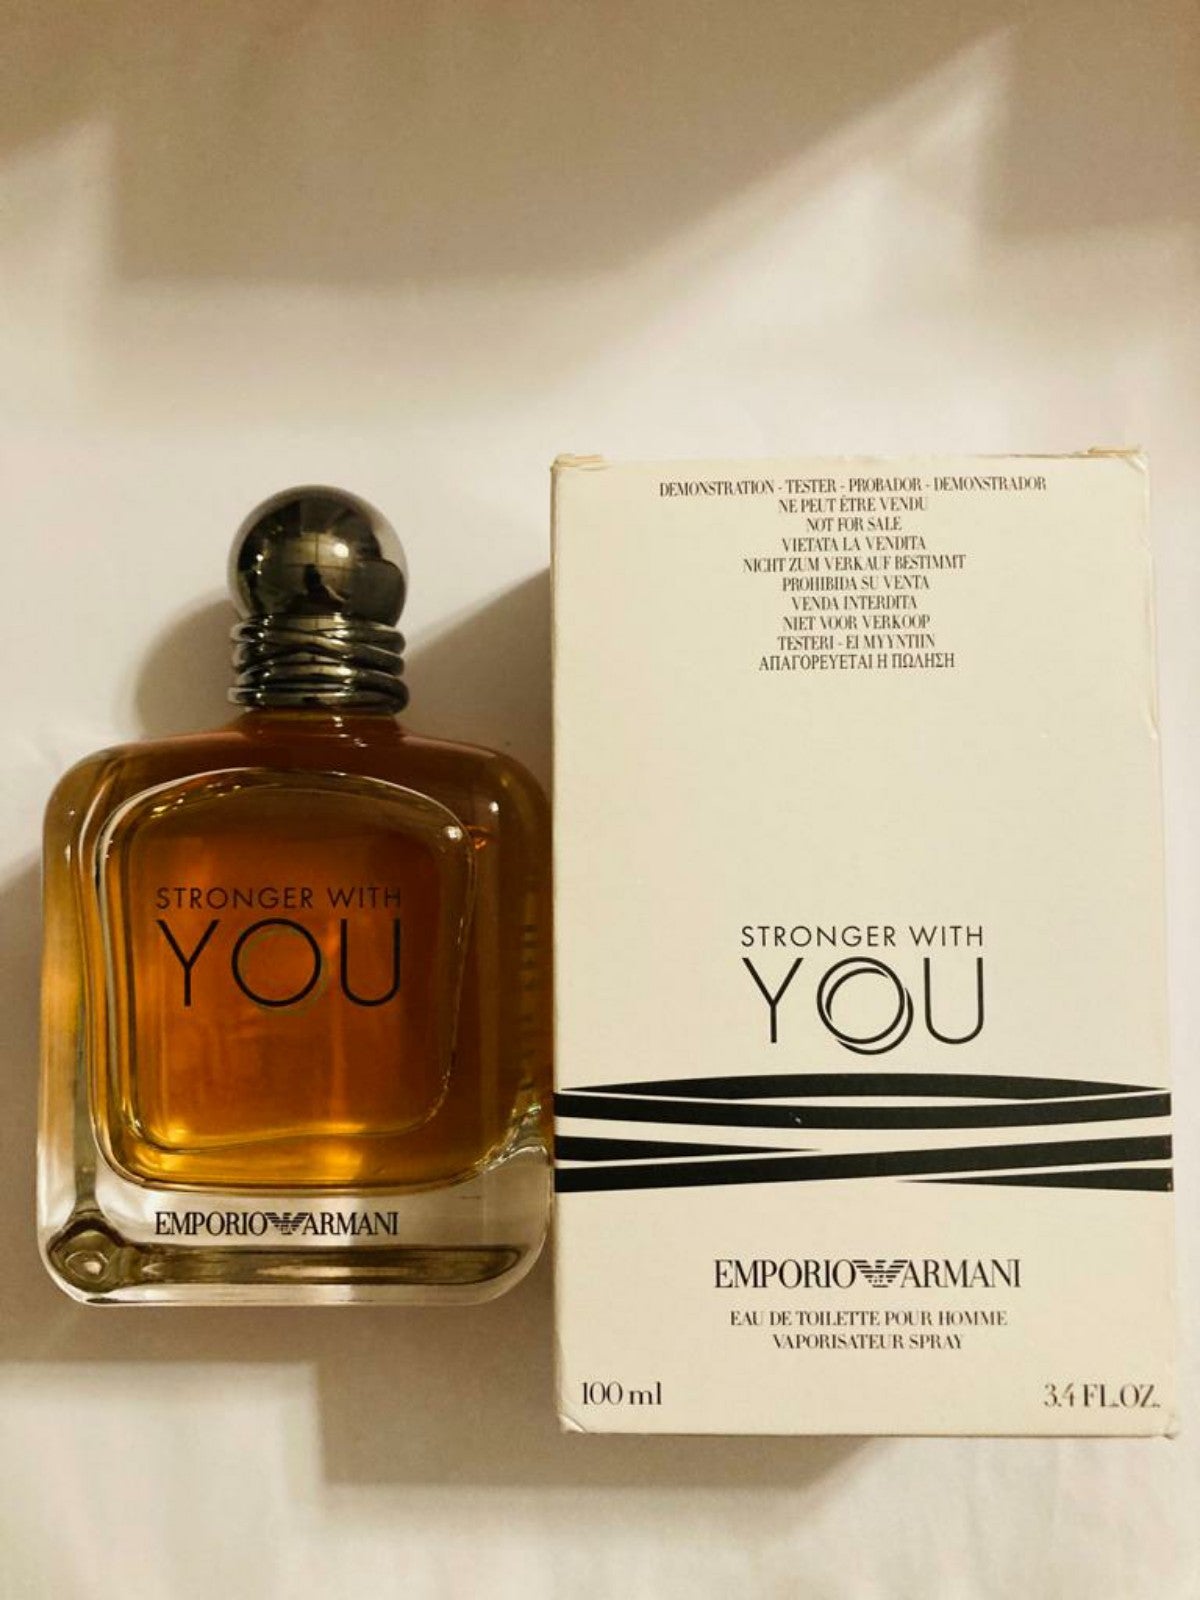 STRONGER WITH
YOU
EMPORIO ARMANI
DEMONSTRATION - TESTER - PROBADOR - DEMONSTRADOR
NE PEUT ÊTRE VENDU
NOT FOR SALE
VIETATA LA VENDITA
NICHT ZUM VERKAUF BESTIMMT
PROHIBIDA SU VENTA
VENDA INTERDITA
NIET VOOR VERKOOP
TESTERI - EI MYYNTIIN
ΑΠΑΓΟΡΕΥΕΤΑΙ Η ΠΩΛΗΣΗ
STRONGER WITH
YOU
EMPORIO ARMANI
EAU DE TOILETTE POUR HOMME
VAPORISATEUR SPRAY
100 ml 3.4 FL.OZ.